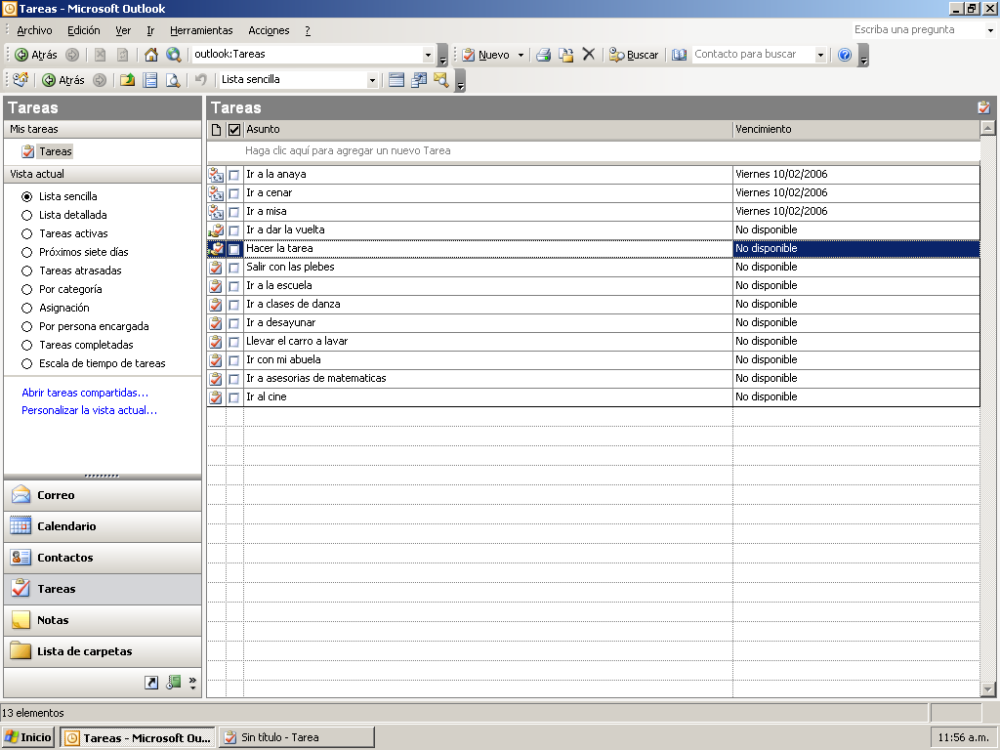 Tareas - Microsoft Outlook
Archivo Edición Ver Ir Herramientas Acciones ? Escriba una pregunta
Atrás outlook:Tareas Nuevo Buscar Contacto para buscar
Atrás Lista sencilla
Tareas
Mis tareas
Tareas
Vista actual
Lista sencilla
Lista detallada
Tareas activas
Próximos siete días
Tareas atrasadas
Por categoría
Asignación
Por persona encargada
Tareas completadas
Escala de tiempo de tareas
Abrir tareas compartidas...
Personalizar la vista actual...
Correo
Calendario
Contactos
Tareas
Notas
Lista de carpetas
Tareas
Asunto Vencimiento
Haga clic aquí para agregar un nuevo Tarea
Ir a la anaya Viernes 10/02/2006
Ir a cenar Viernes 10/02/2006
Ir a misa Viernes 10/02/2006
Ir a dar la vuelta No disponible
Hacer la tarea No disponible
Salir con las plebes No disponible
Ir a la escuela No disponible
Ir a clases de danza No disponible
Ir a desayunar No disponible
Llevar el carro a lavar No disponible
Ir con mi abuela No disponible
Ir a asesorias de matematicas No disponible
Ir al cine No disponible
13 elementos
Inicio Tareas - Microsoft Ou... Sin título - Tarea 11:56 a.m.